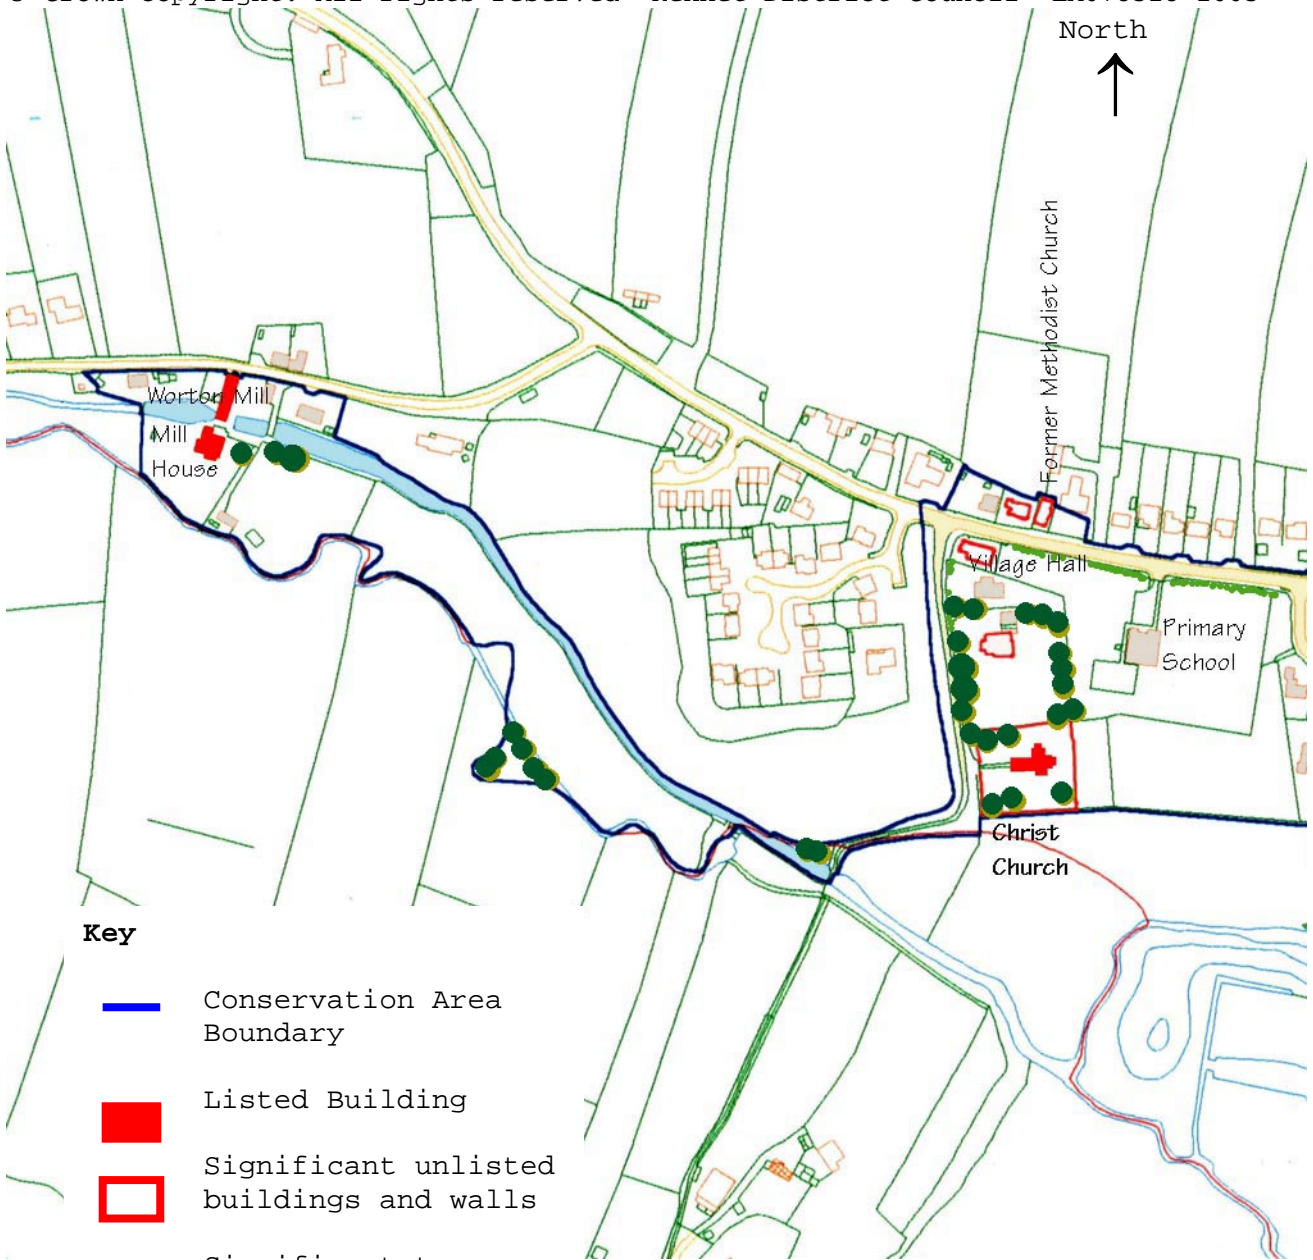 North
Former Methodist Church
Worton Mill
Mill
House
Village Hall
Primary
School
Christ
Church
Key
Conservation Area
Boundary
Listed Building
Significant unlisted
buildings and walls